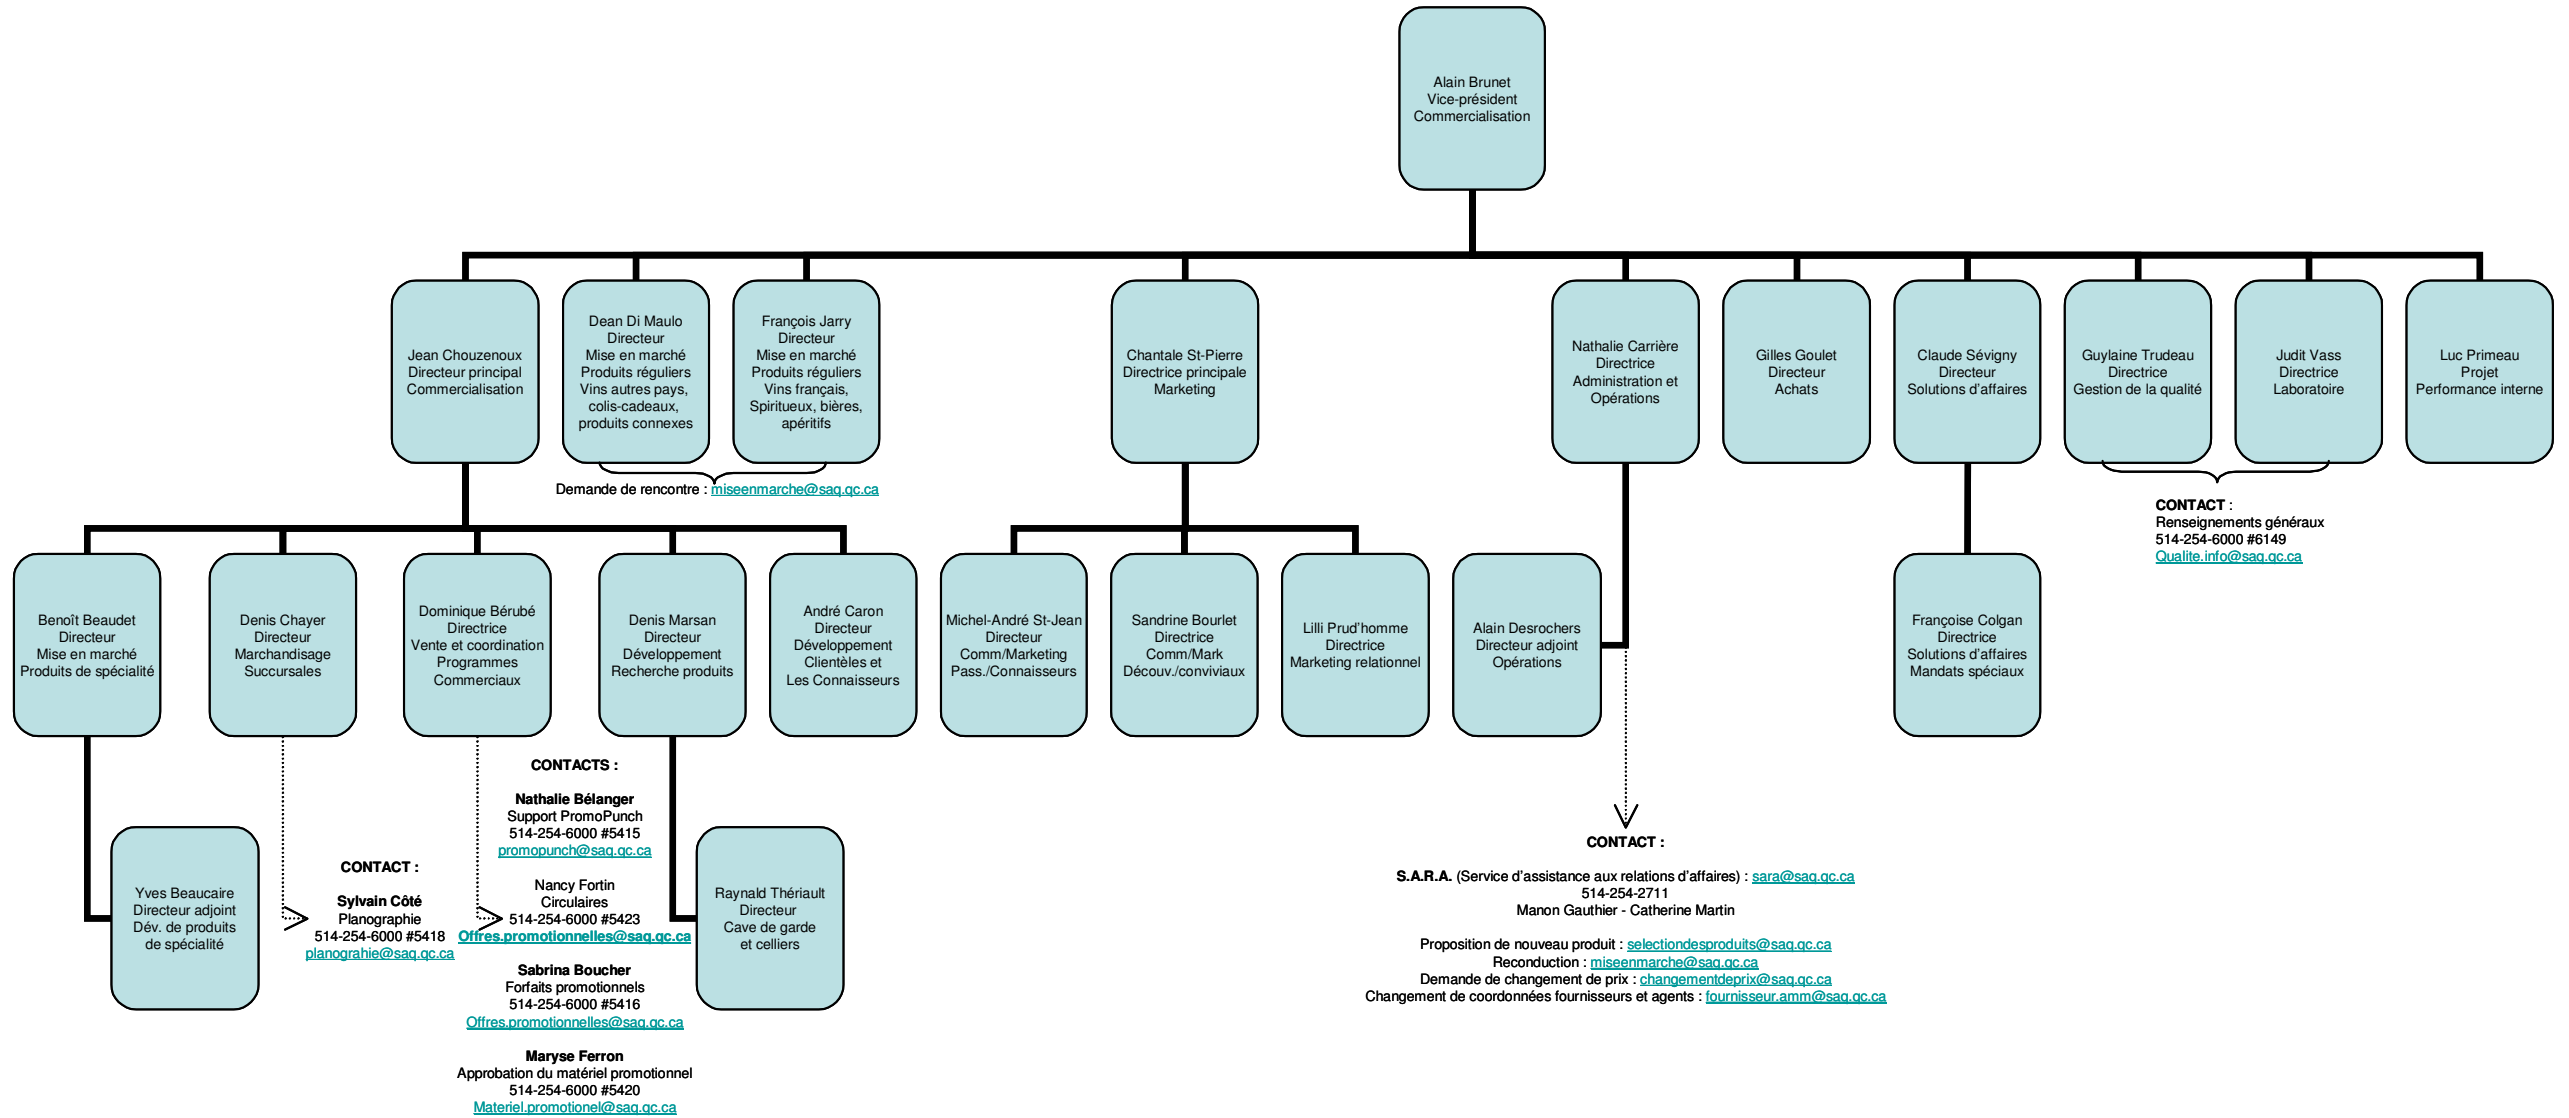 Alain Brunet
Vice-président
Commercialisation
Jean Chouzenoux
Directeur principal
Commercialisation
Dean Di Maulo
Directeur
Mise en marché
Produits réguliers
Vins autres pays,
colis-cadeaux,
produits connexes
François Jarry
Directeur
Mise en marché
Produits réguliers
Vins français,
Spiritueux, bières,
apéritifs
Demande de rencontre : miseenmarche@saq.qc.ca
Chantale St-Pierre
Directrice principale
Marketing
Nathalie Carrière
Directrice
Administration et
Opérations
Gilles Goulet
Directeur
Achats
Claude Sévigny
Directeur
Solutions d'affaires
Guylaine Trudeau
Directrice
Gestion de la qualité
Judit Vass
Directrice
Laboratoire
Luc Primeau
Projet
Performance interne
CONTACT :
Renseignements généraux
514-254-6000 #6149
Qualite.info@saq.qc.ca
Benoît Beaudet
Directeur
Mise en marché
Produits de spécialité
Denis Chayer
Directeur
Marchandisage
Succursales
Dominique Bérubé
Directrice
Vente et coordination
Programmes
Commerciaux
Denis Marsan
Directeur
Développement
Recherche produits
André Caron
Directeur
Développement
Clientèles et
Les Connaisseurs
Michel-André St-Jean
Directeur
Comm/Marketing
Pass./Connaisseurs
Sandrine Bourlet
Directrice
Comm/Mark
Découv./conviviaux
Lilli Prud'homme
Directrice
Marketing relationnel
Alain Desrochers
Directeur adjoint
Opérations
Françoise Colgan
Directrice
Solutions d'affaires
Mandats spéciaux
Yves Beaucaire
Directeur adjoint
Dév. de produits
de spécialité
CONTACT :
Sylvain Côté
Planographie
514-254-6000 #5418
planograhie@saq.qc.ca
CONTACTS :
Nathalie Bélanger
Support PromoPunch
514-254-6000 #5415
promopunch@saq.qc.ca
Nancy Fortin
Circulaires
514-254-6000 #5423
Offres.promotionnelles@saq.qc.ca
Sabrina Boucher
Forfaits promotionnels
514-254-6000 #5416
Offres.promotionnelles@saq.qc.ca
Maryse Ferron
Approbation du matériel promotionnel
514-254-6000 #5420
Materiel.promotionel@saq.qc.ca
Raynald Thériault
Directeur
Cave de garde
et celliers
CONTACT :
S.A.R.A. (Service d'assistance aux relations d'affaires) : sara@saq.qc.ca
514-254-2711
Manon Gauthier - Catherine Martin
Proposition de nouveau produit : selectiondesproduits@saq.qc.ca
Reconduction : miseenmarche@saq.qc.ca
Demande de changement de prix : changementdeprix@saq.qc.ca
Changement de coordonnées fournisseurs et agents : fournisseur.amm@saq.qc.ca